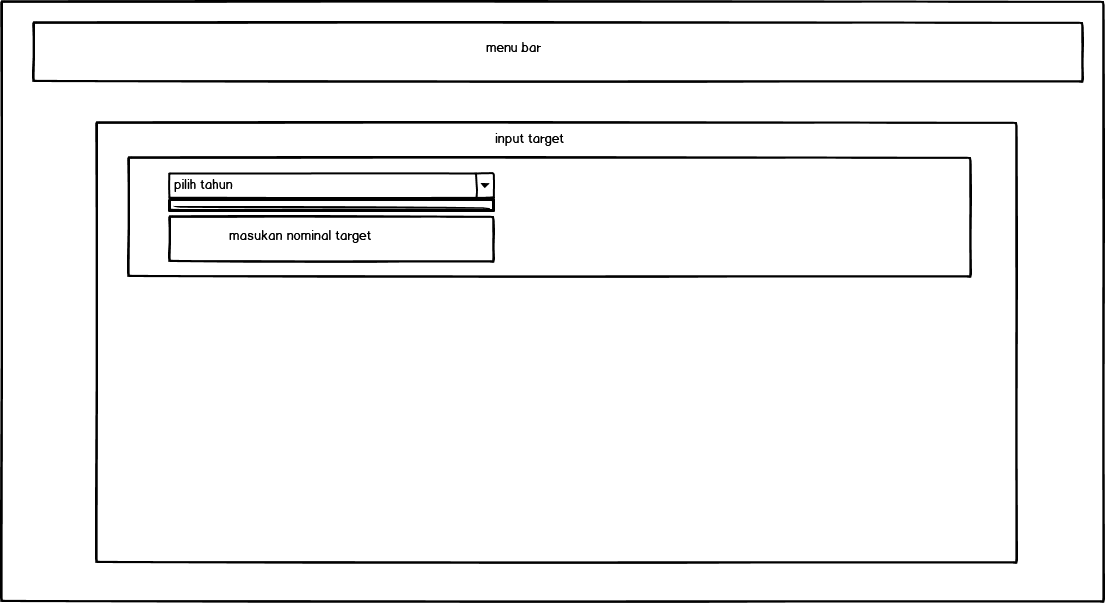 menu bar
input target
pilih tahun
masukan nominal target